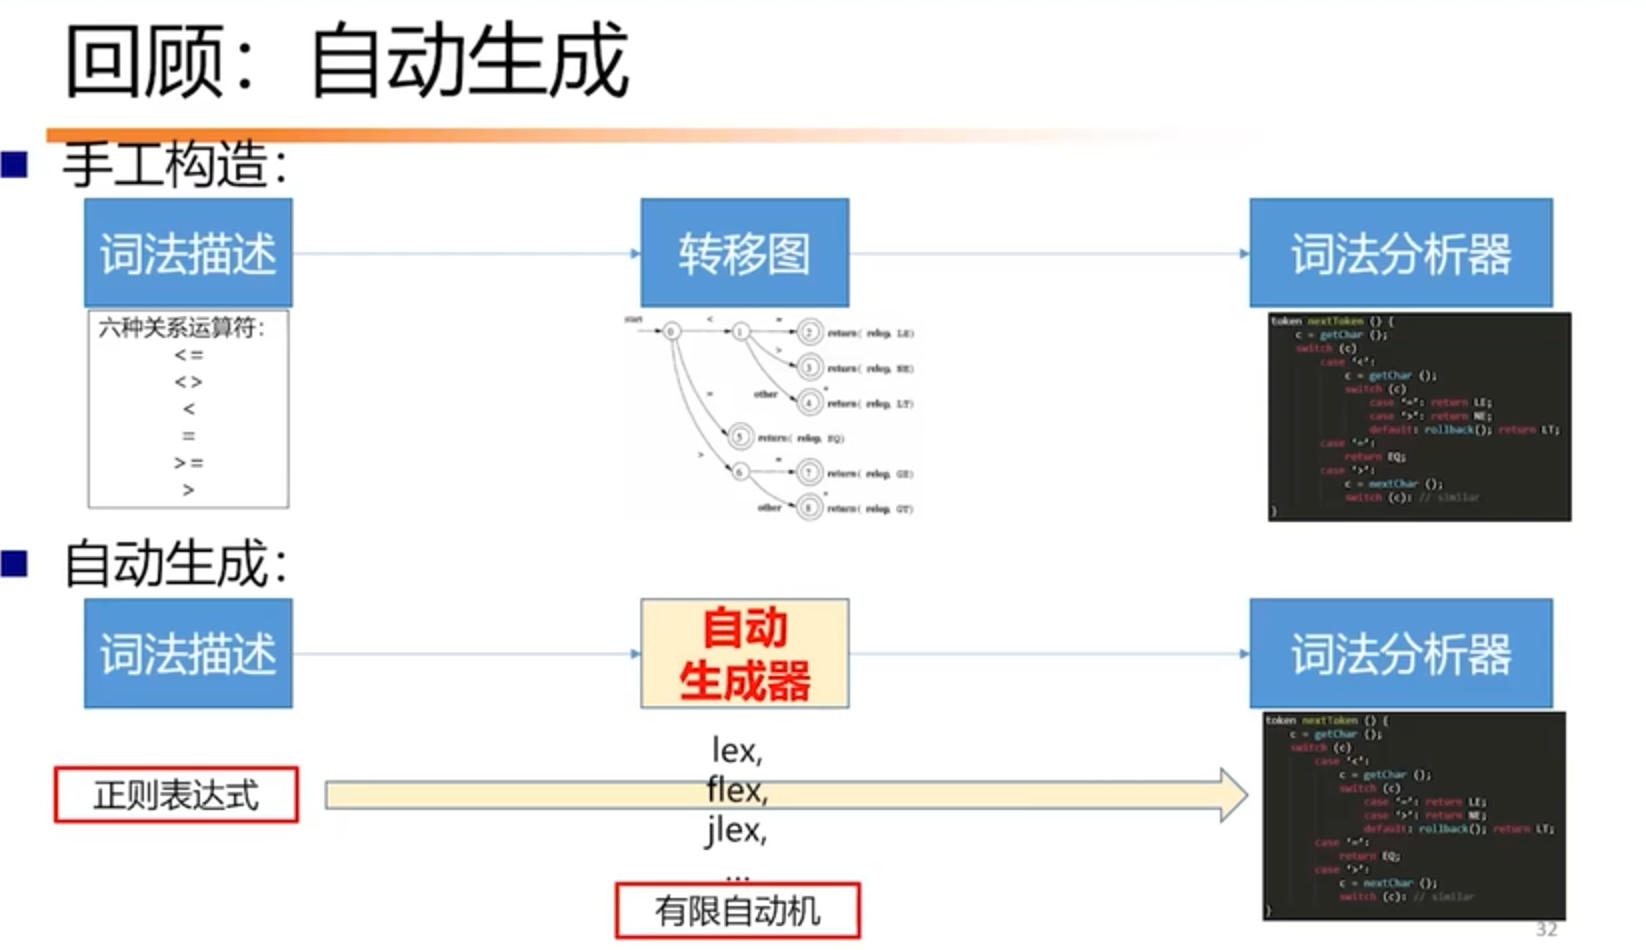 回顾：自动生成
手工构造：
词法描述
转移图
词法分析器
六种关系运算符：
<=
<>
<
=
>=
>
start
0
<
1
=
2
return( relop, LE)
>
3
return( relop, NE)
other
4
*
return( relop, LT)
=
5
return( relop, EQ)
>
6
=
7
return( relop, GE)
other
8
*
return( relop, GT)
token nextToken () {
c = getChar ();
switch (c)
case '<':
c = getChar ();
switch (c)
case '=': return LE;
case '>': return NE;
default: rollback(); return LT;
case '=':
return EQ;
case '>':
c = nextChar ();
switch (c): // similar
}
自动生成：
词法描述
自动
生成器
词法分析器
正则表达式
lex,
flex,
jlex,
...
有限自动机
token nextToken () {
c = getChar ();
switch (c)
case '<':
c = getChar ();
switch (c)
case '=': return LE;
case '>': return NE;
default: rollback(); return LT;
case '=':
return EQ;
case '>':
c = nextChar ();
switch (c): // similar
}
32